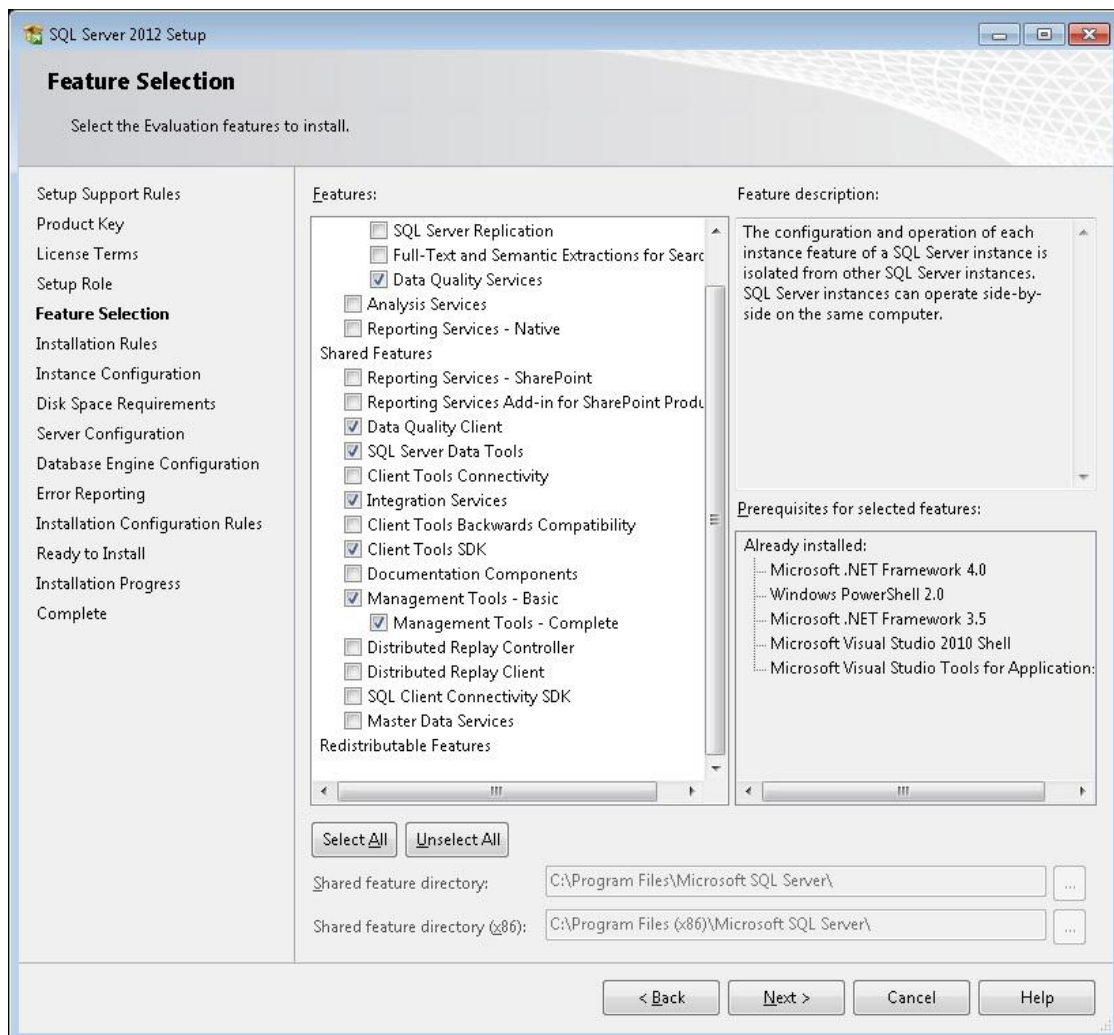 SQL Server 2012 Setup
Feature Selection
Select the Evaluation features to install.
Setup Support Rules
Product Key
License Terms
Setup Role
Feature Selection
Installation Rules
Instance Configuration
Disk Space Requirements
Server Configuration
Database Engine Configuration
Error Reporting
Installation Configuration Rules
Ready to Install
Installation Progress
Complete
Features:
SQL Server Replication
Full-Text and Semantic Extractions for Searc
Data Quality Services
Analysis Services
Reporting Services - Native
Shared Features
Reporting Services - SharePoint
Reporting Services Add-in for SharePoint Produ
Data Quality Client
SQL Server Data Tools
Client Tools Connectivity
Integration Services
Client Tools Backwards Compatibility
Client Tools SDK
Documentation Components
Management Tools - Basic
Management Tools - Complete
Distributed Replay Controller
Distributed Replay Client
SQL Client Connectivity SDK
Master Data Services
Redistributable Features
Feature description:
The configuration and operation of each
instance feature of a SQL Server instance is
isolated from other SQL Server instances.
SQL Server instances can operate side-by-
side on the same computer.
Prerequisites for selected features:
Already installed:
Microsoft .NET Framework 4.0
Windows PowerShell 2.0
Microsoft .NET Framework 3.5
Microsoft Visual Studio 2010 Shell
Microsoft Visual Studio Tools for Application:
Select All
Unselect All
Shared feature directory:
C:\Program Files\Microsoft SQL Server\
...
Shared feature directory (x86):
C:\Program Files (x86)\Microsoft SQL Server\
...
< Back
Next >
Cancel
Help